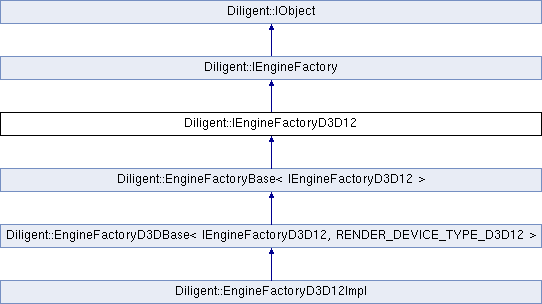 Diligent::IObject
Diligent::IEngineFactory
Diligent::IEngineFactoryD3D12
Diligent::EngineFactoryBase< IEngineFactoryD3D12 >
Diligent::EngineFactoryD3DBase< IEngineFactoryD3D12, RENDER_DEVICE_TYPE_D3D12 >
Diligent::EngineFactoryD3D12Impl